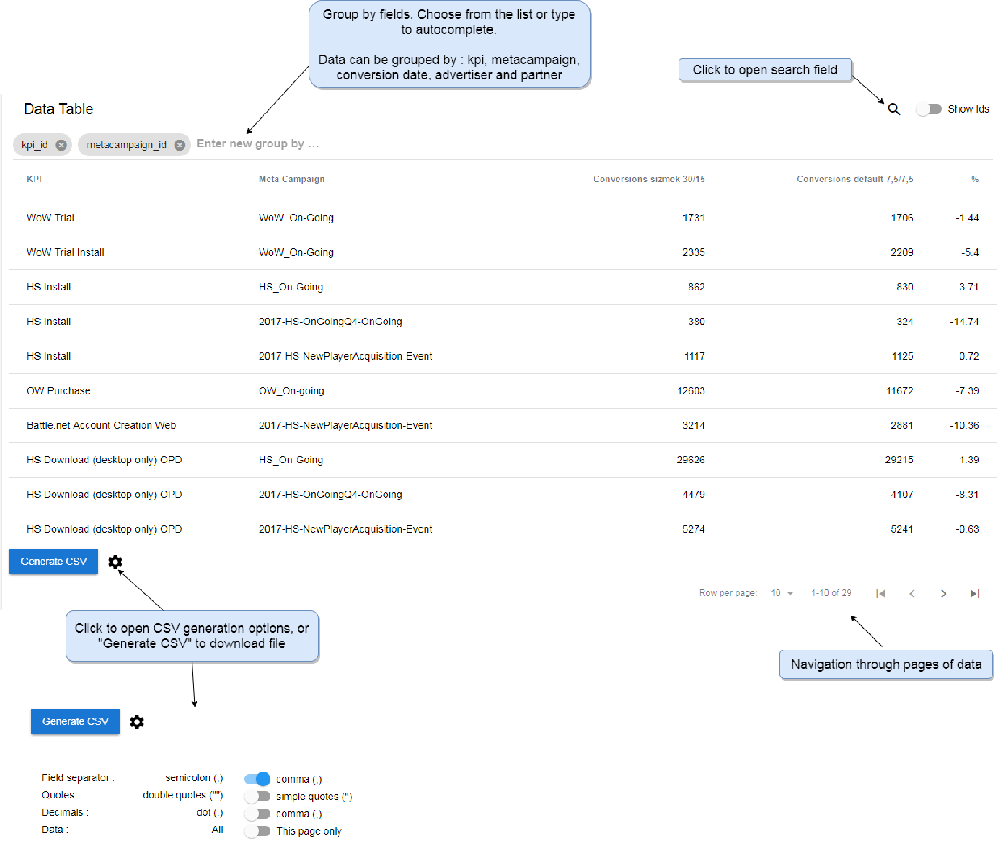 Group by fields. Choose from the list or type
to autocomplete.
Data can be grouped by : kpi, metacampaign,
conversion date, advertiser and partner
Click to open search field
Data Table
Show Ids
kpi_id metacampaign_id Enter new group by ...
KPI Meta Campaign Conversions sizmek 30/15 Conversions default 7,5/7,5 %
WoW Trial WoW_On-Going 1731 1706 -1.44
WoW Trial Install WoW_On-Going 2335 2209 -5.4
HS Install HS_On-Going 862 830 -3.71
HS Install 2017-HS-OnGoingQ4-OnGoing 380 324 -14.74
HS Install 2017-HS-NewPlayerAcquisition-Event 1117 1125 0.72
OW Purchase OW_On-going 12603 11672 -7.39
Battle.net Account Creation Web 2017-HS-NewPlayerAcquisition-Event 3214 2881 -10.36
HS Download (desktop only) OPD HS_On-Going 29626 29215 -1.39
HS Download (desktop only) OPD 2017-HS-OnGoingQ4-OnGoing 4479 4107 -8.31
HS Download (desktop only) OPD 2017-HS-NewPlayerAcquisition-Event 5274 5241 -0.63
Generate CSV
Row per page: 10 1-10 of 29
Click to open CSV generation options, or
"Generate CSV" to download file
Navigation through pages of data
Generate CSV
Field separator : semicolon (;) comma (,)
Quotes : double quotes ("") simple quotes (")
Decimals : dot (.) comma (,)
Data : All This page only